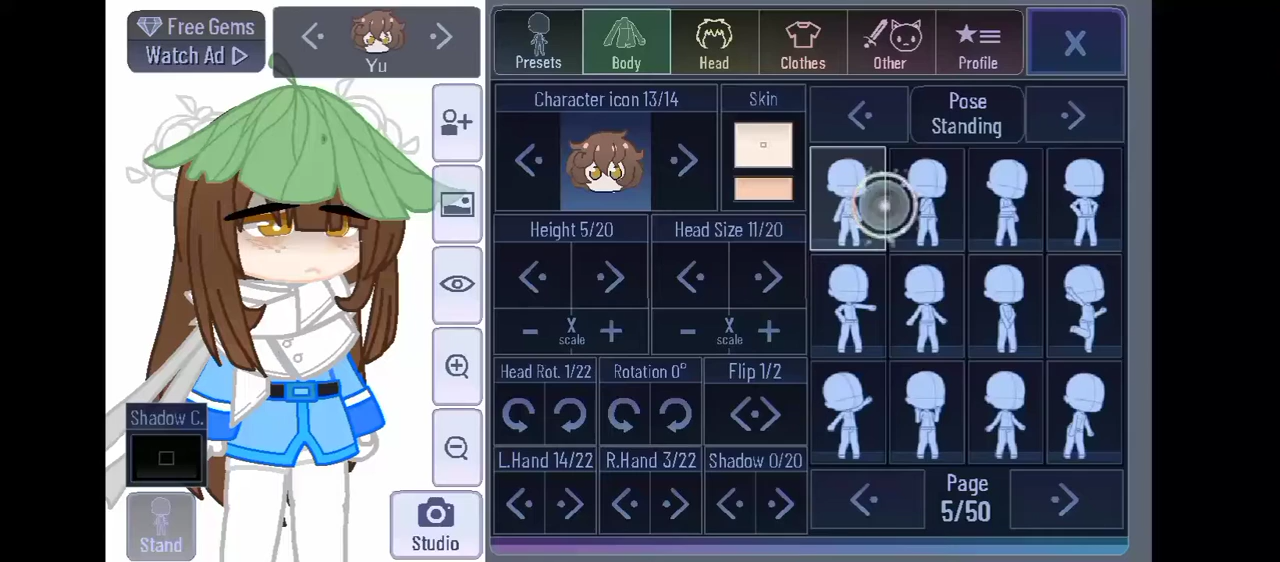 Free Gems
Watch Ad
Yu
Presets
Body
Head
Clothes
Other
Profile
X
Character icon 13/14
Skin
Pose
Standing
Height 5/20
Head Size 11/20
X
scale
X
scale
Head Rot. 1/22
Rotation 0°
Flip 1/2
L.Hand 14/22
R.Hand 3/22
Shadow 0/20
Shadow C.
Stand
Studio
Page
5/50